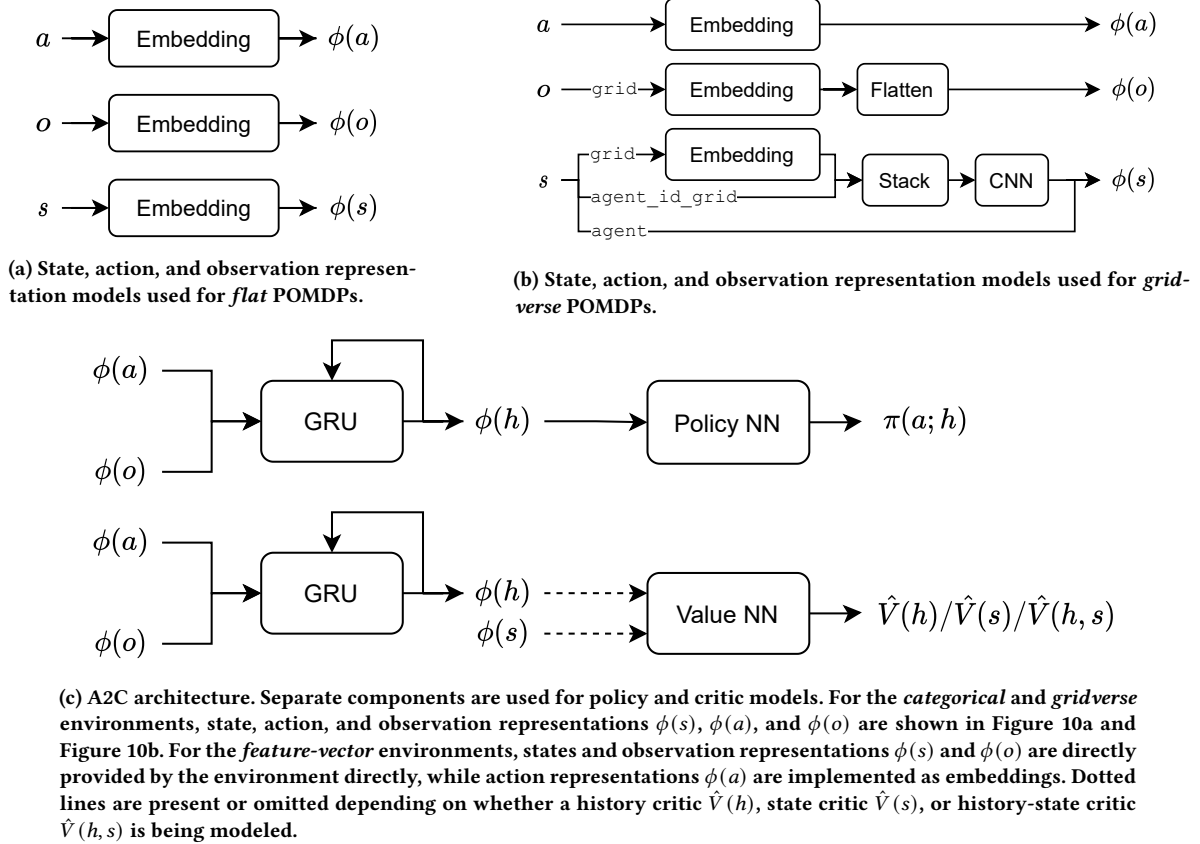 a Embedding ϕ(a)
o Embedding ϕ(o)
s Embedding ϕ(s)
(a) State, action, and observation represen-
tation models used for flat POMDPs.
a Embedding ϕ(a)
o grid Embedding Flatten ϕ(o)
grid Embedding
s Stack CNN ϕ(s)
agent_id_grid
agent
(b) State, action, and observation representation models used for grid-
verse POMDPs.
ϕ(a)
GRU ϕ(h) Policy NN π(a; h)
ϕ(o)
ϕ(a)
GRU ϕ(h)
ϕ(s) Value NN V̂(h)/V̂(s)/V̂(h, s)
ϕ(o)
(c) A2C architecture. Separate components are used for policy and critic models. For the categorical and gridverse
environments, state, action, and observation representations ϕ(s), ϕ(a), and ϕ(o) are shown in Figure 10a and
Figure 10b. For the feature-vector environments, states and observation representations ϕ(s) and ϕ(o) are directly
provided by the environment directly, while action representations ϕ(a) are implemented as embeddings. Dotted
lines are present or omitted depending on whether a history critic V̂(h), state critic V̂(s), or history-state critic
V̂(h, s) is being modeled.